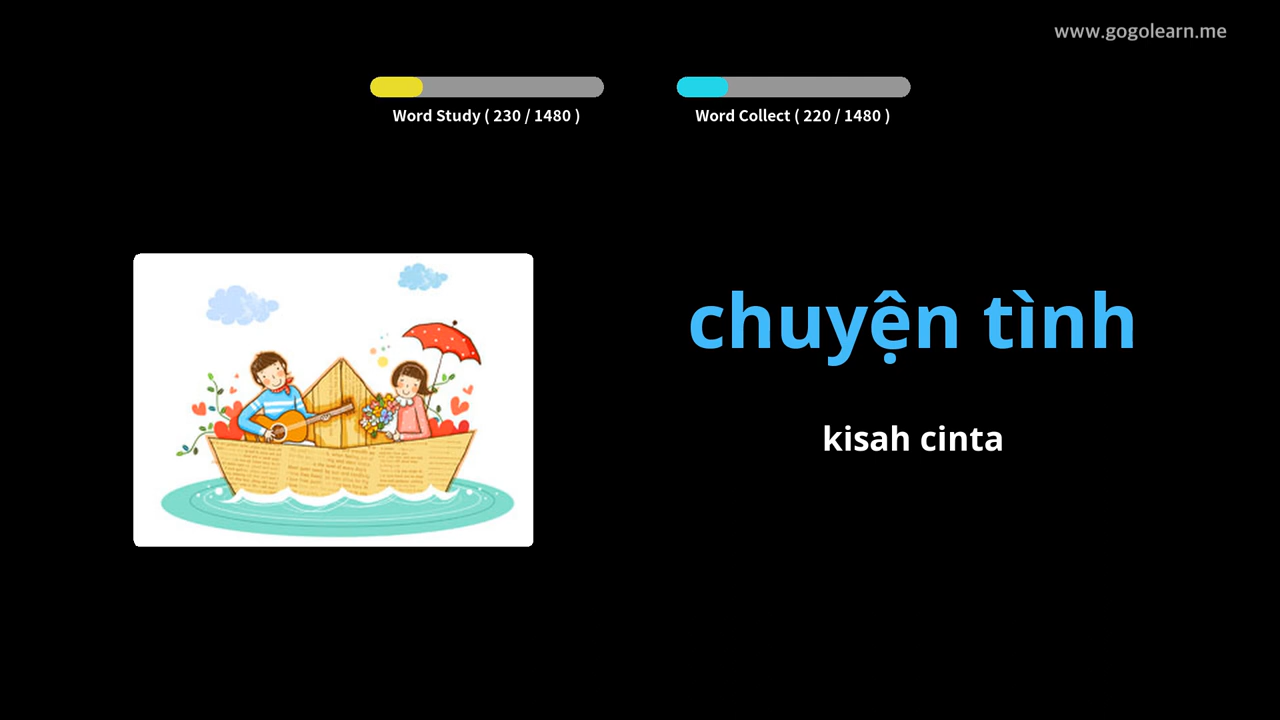 www.gogolearn.me
Word Study ( 230 / 1480 )
Word Collect ( 220 / 1480 )
chuyện tình
kisah cinta